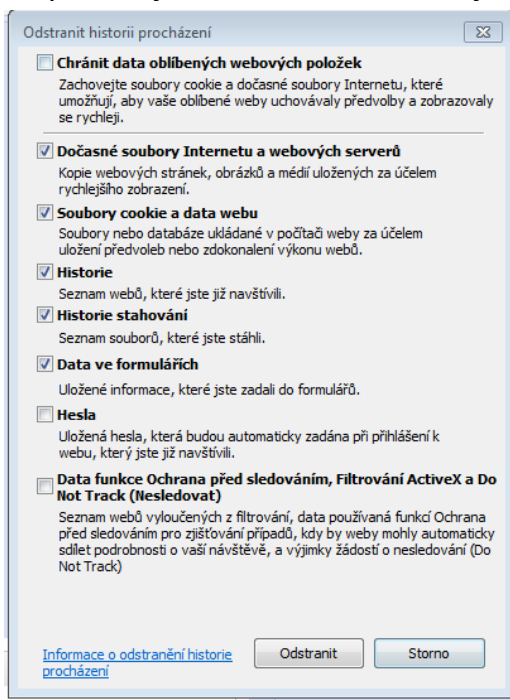 Odstranit historii procházení
Chránit data oblíbených webových položek
Zachovejte soubory cookie a dočasné soubory Internetu, které
umožňují, aby vaše oblíbené weby uchovávaly předvolby a zobrazovaly
se rychleji.
Dočasné soubory Internetu a webových serverů
Kopie webových stránek, obrázků a médií uložených za účelem
rychlejšího zobrazení.
Soubory cookie a data webu
Soubory nebo databáze ukládané v počítači weby za účelem
uložení předvoleb nebo zdokonalení výkonu webů.
Historie
Seznam webů, které jste již navštívili.
Historie stahování
Seznam souborů, které jste stáhli.
Data ve formulářích
Uložené informace, které jste zadali do formulářů.
Hesla
Uložená hesla, která budou automaticky zadána při přihlášení k
webu, který jste již navštívili.
Data funkce Ochrana před sledováním, Filtrování ActiveX a Do
Not Track (Nesledovat)
Seznam webů vyloučených z filtrování, data používaná funkcí Ochrana
před sledováním pro zjišťování případů, kdy by weby mohly automaticky
sdílet podrobnosti o vaší návštěvě, a výjimky žádostí o nesledování (Do
Not Track)
Informace o odstranění historie
procházení
Odstranit
Storno